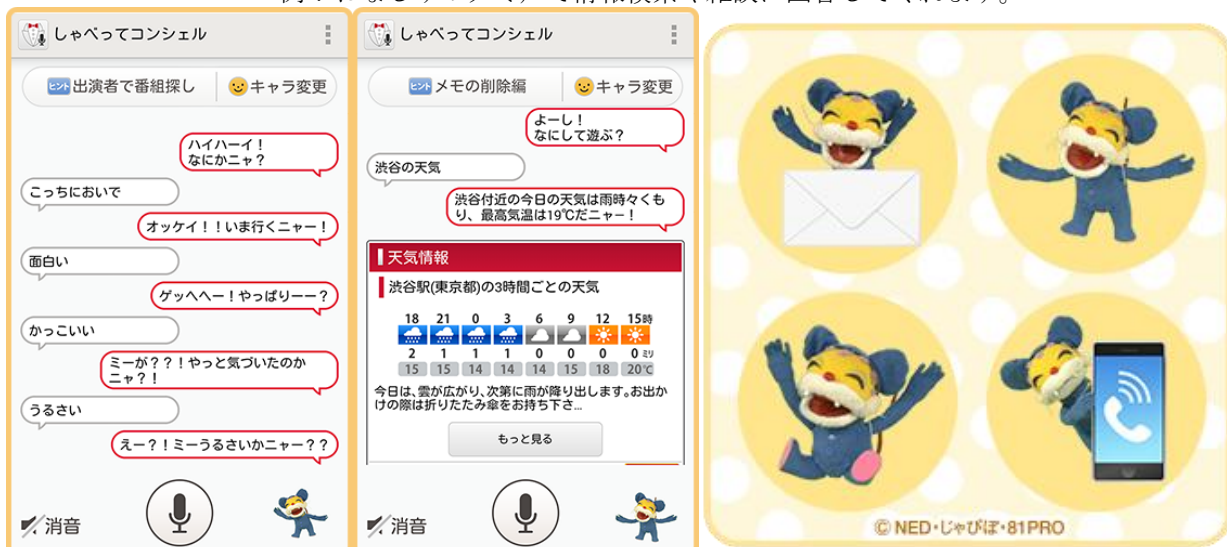 しゃべってコンシェル
ヒント 出演者で番組探し
キャラ変更
ハイハーイ！
なにかニャ？
こっちにおいで
オッケイ！！いま行くニャー！
面白い
ゲッヘヘー！やっぱりーー？
かっこいい
ミーが？？！やっと気づいたのか
ニャ？！
うるさい
えー？！ミーうるさいかニャー？？
消音
しゃべってコンシェル
ヒント メモの削除編
キャラ変更
よーし！
なにして遊ぶ？
渋谷の天気
渋谷付近の今日の天気は雨時々くも
り、最高気温は19℃だニャー！
天気情報
渋谷駅(東京都)の3時間ごとの天気
18 21 0 3 6 9 12 15時
2 1 1 1 0 0 0 0 ミリ
15 15 14 14 14 15 18 20℃
今日は、雲が広がり、次第に雨が降り出します。お出か
けの際は折りたたみ傘をお持ち下さ...
もっと見る
消音
© NED・じゃぴぽ・81PRO